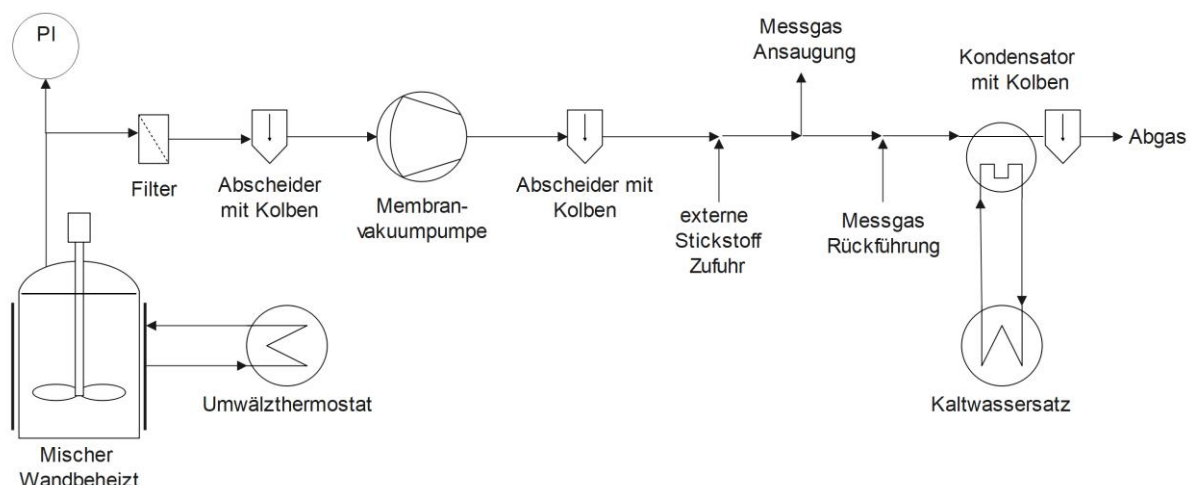 PI
Filter
Abscheider
mit Kolben
Membran-
vakuumpumpe
Abscheider mit
Kolben
externe
Stickstoff
Zufuhr
Messgas
Ansaugung
Messgas
Rückführung
Kondensator
mit Kolben
Abgas
Umwälzthermostat
Kaltwassersatz
Mischer
Wandbeheizt